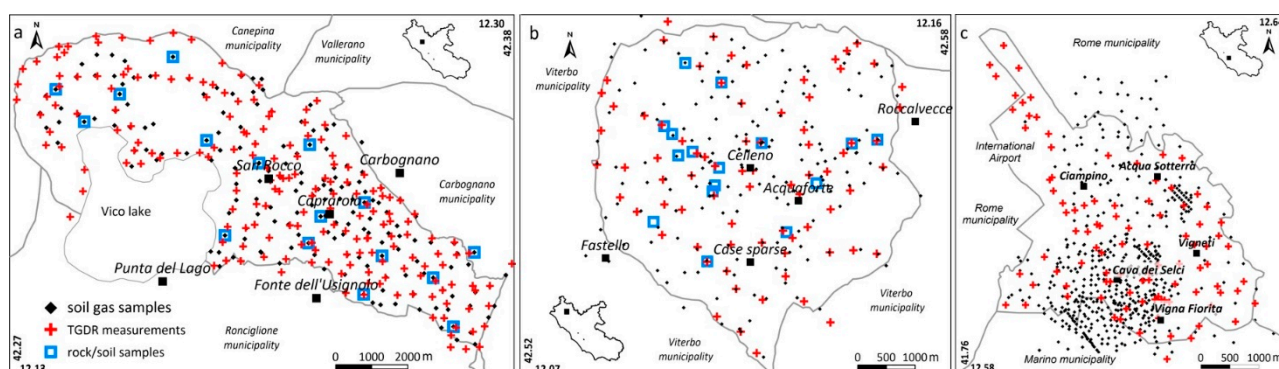 a
N
Canepina
municipality
Vallerano
municipality
12.30
42.38
San Rocco
Carbognano
Carbognano
municipality
Caprarola
Vico lake
Punta del Lago
Fonte dell'Usignolo
soil gas samples
TGDR measurements
rock/soil samples
Ronciglione
municipality
0 1000 2000 m
42.27
12.13
b
N
12.16
42.58
Viterbo
municipality
Roccalvecce
Celleno
Acquaforte
Fastello
Case sparse
Viterbo
municipality
Viterbo
municipality
0 500 1000 m
42.52
12.07
c
12.64
N
Rome municipality
International
Airport
Acqua Sotterra
Ciampino
Rome
municipality
Vigneti
Cava dei Selci
Vigna Fiorita
Marino municipality
0 500 1000 m
41.76
12.58